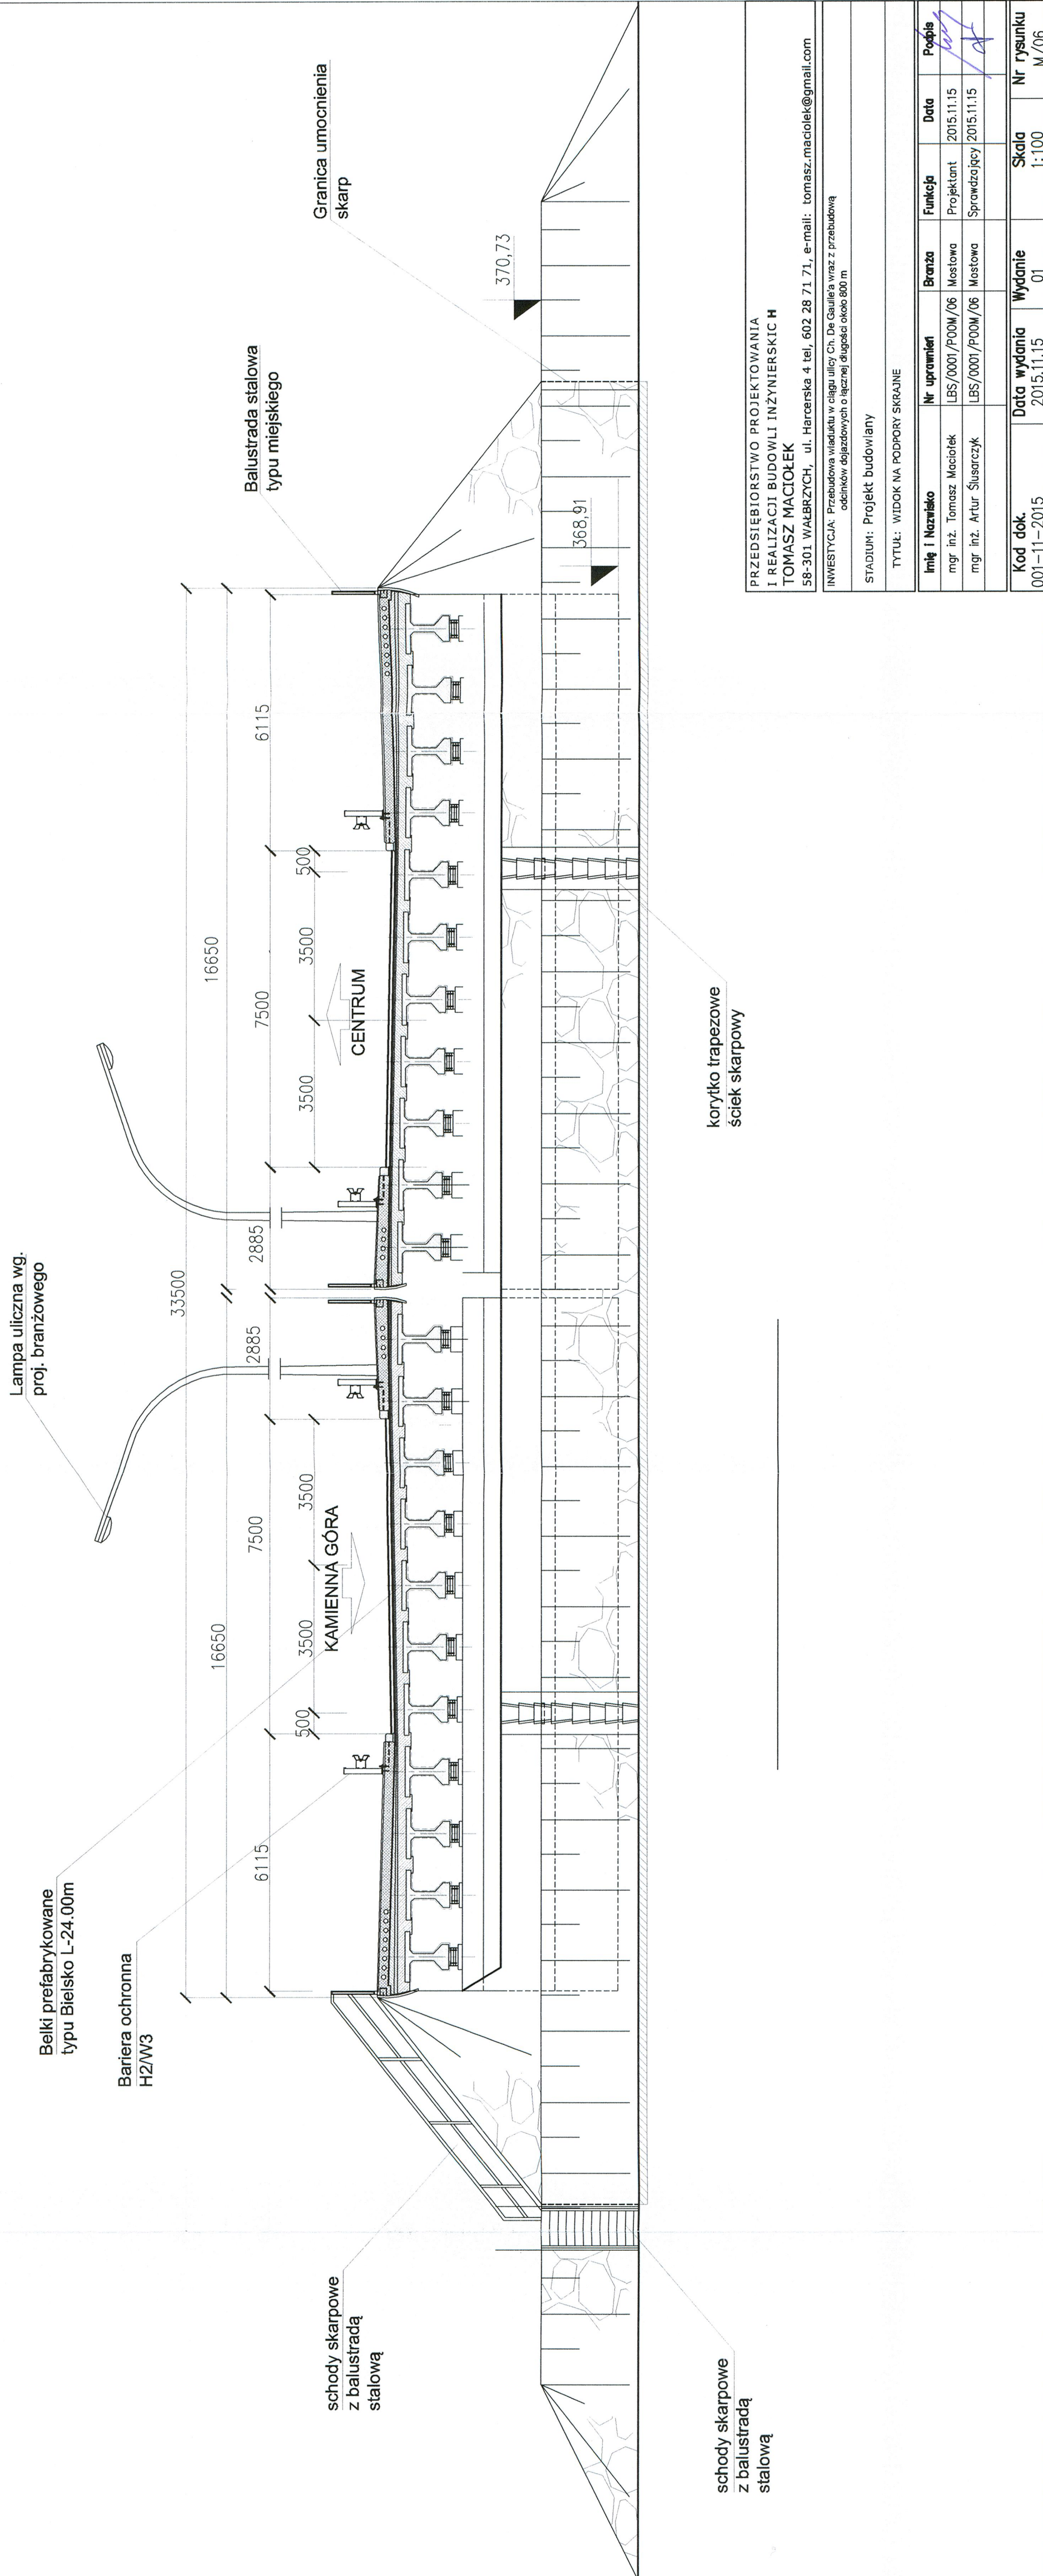 Lampa uliczna wg.
proj. branżowego
Belki prefabrykowane
typu Bielsko L-24.00m
Bariera ochronna
H2/W3
Balustrada stalowa
typu miejskiego
Granica umocnienia
skarp
33500
16650
16650
6115
7500
2885
2885
7500
6115
500
3500
3500
3500
3500
500
KAMIENNA GÓRA
CENTRUM
370,73
368,91
schody skarpowe
z balustradą
stalową
schody skarpowe
z balustradą
stalową
korytko trapezowe
ściek skarpowy
PRZEDSIĘBIORSTWO PROJEKTOWANIA
I REALIZACJI BUDOWLI INŻYNIERSKICH
TOMASZ MACIOŁEK
58-301 WAŁBRZYCH, ul. Harcerska 4 tel, 602 28 71 71, e-mail: tomasz.maciolek@gmail.com
INWESTYCJA: Przebudowa wiaduktu w ciągu ulicy Ch. De Gaulle'a wraz z przebudową
odcinków dojazdowych o łącznej długości około 800 m
STADIUM: Projekt budowlany
TYTUŁ: WIDOK NA PODPORY SKRAJNE
Imię i Nazwisko Nr uprawnień Branża Funkcja Data Podpis
mgr inż. Tomasz Maciołek LBS/0001/POOM/06 Mostowa Projektant 2015.11.15
mgr inż. Artur Ślusarczyk LBS/0001/POOM/06 Mostowa Sprawdzający 2015.11.15
Kod dok. Data wydania Wydanie Skala Nr rysunku
001-11-2015 2015.11.15 01 1:100 M/06